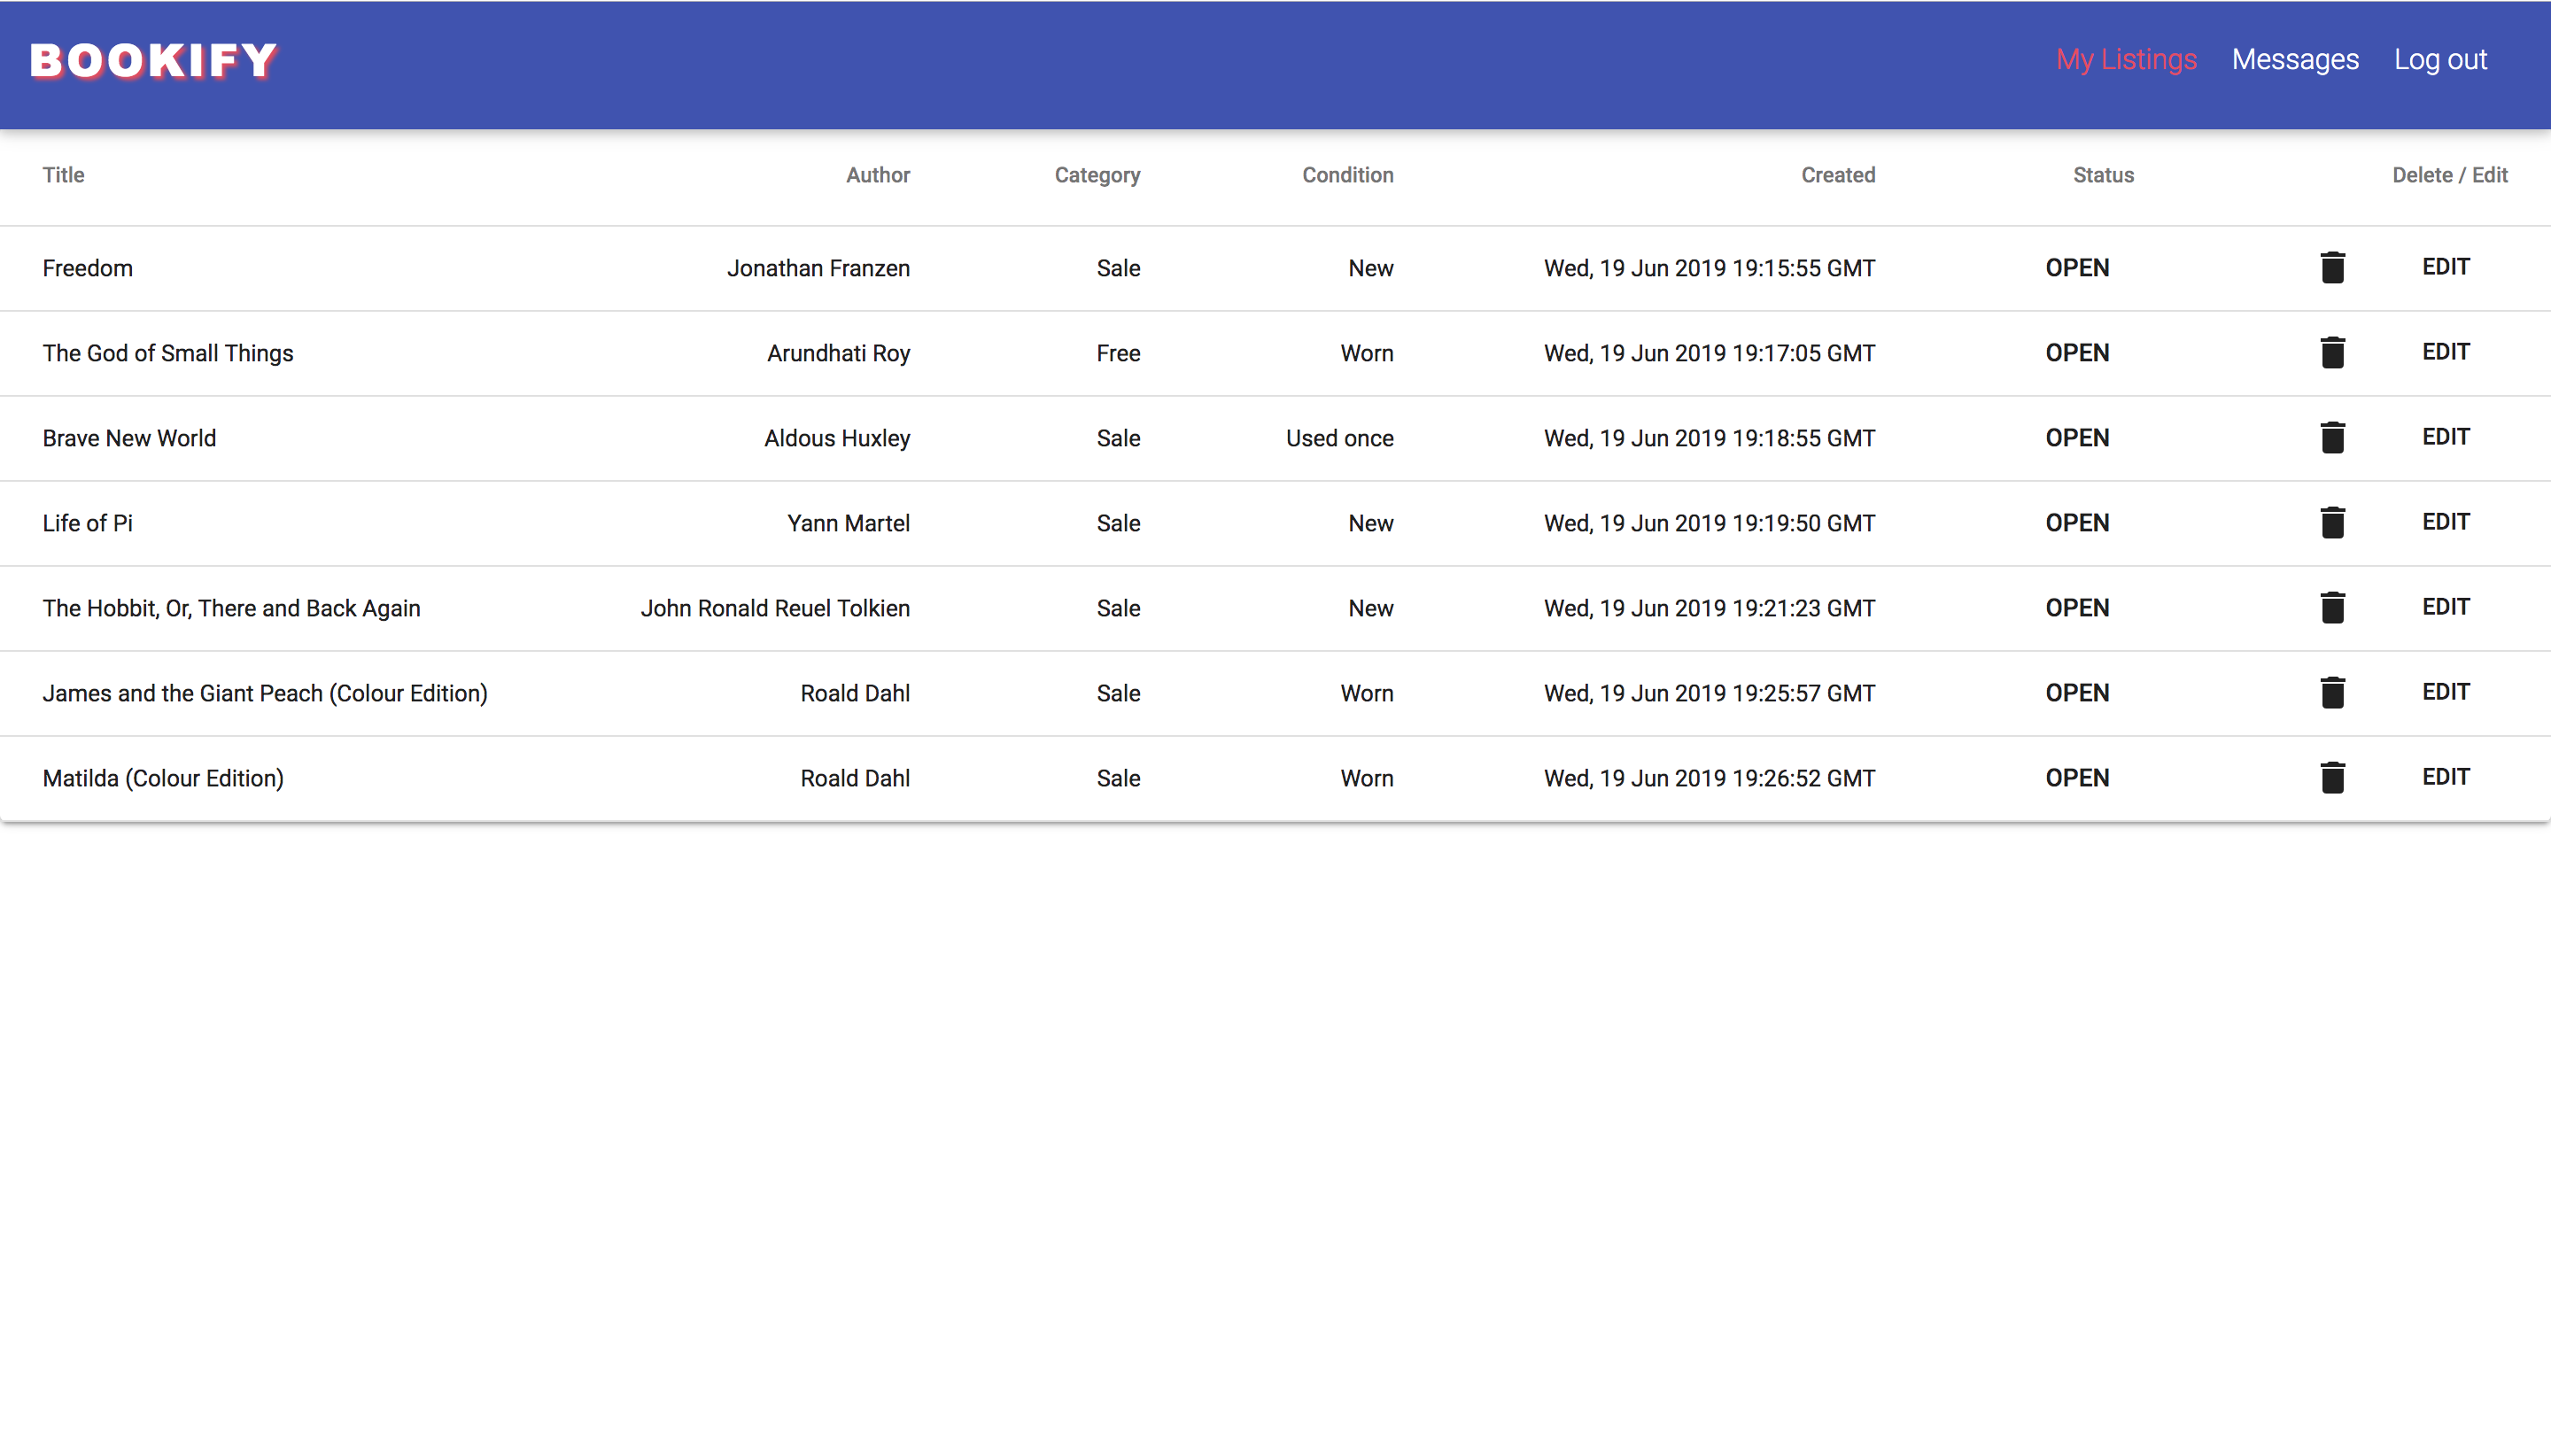 BOOKIFY My Listings Messages Log out
Title Author Category Condition Created Status Delete / Edit
Freedom Jonathan Franzen Sale New Wed, 19 Jun 2019 19:15:55 GMT OPEN EDIT
The God of Small Things Arundhati Roy Free Worn Wed, 19 Jun 2019 19:17:05 GMT OPEN EDIT
Brave New World Aldous Huxley Sale Used once Wed, 19 Jun 2019 19:18:55 GMT OPEN EDIT
Life of Pi Yann Martel Sale New Wed, 19 Jun 2019 19:19:50 GMT OPEN EDIT
The Hobbit, Or, There and Back Again John Ronald Reuel Tolkien Sale New Wed, 19 Jun 2019 19:21:23 GMT OPEN EDIT
James and the Giant Peach (Colour Edition) Roald Dahl Sale Worn Wed, 19 Jun 2019 19:25:57 GMT OPEN EDIT
Matilda (Colour Edition) Roald Dahl Sale Worn Wed, 19 Jun 2019 19:26:52 GMT OPEN EDIT